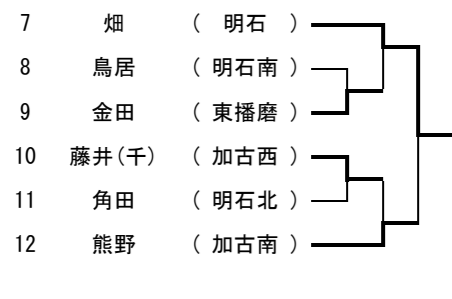 7 畑 ( 明石 )
8 鳥居 ( 明石南 )
9 金田 ( 東播磨 )
10 藤井(千) ( 加古西 )
11 角田 ( 明石北 )
12 熊野 ( 加古南 )